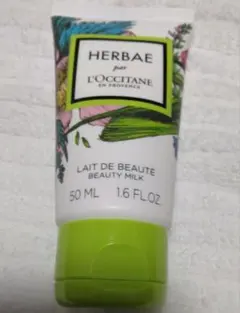 HERBAE
par
L'OCCITANE
EN PROVENCE
LAIT DE BEAUTE
BEAUTY MILK
50 ML 1.6 FL.OZ.